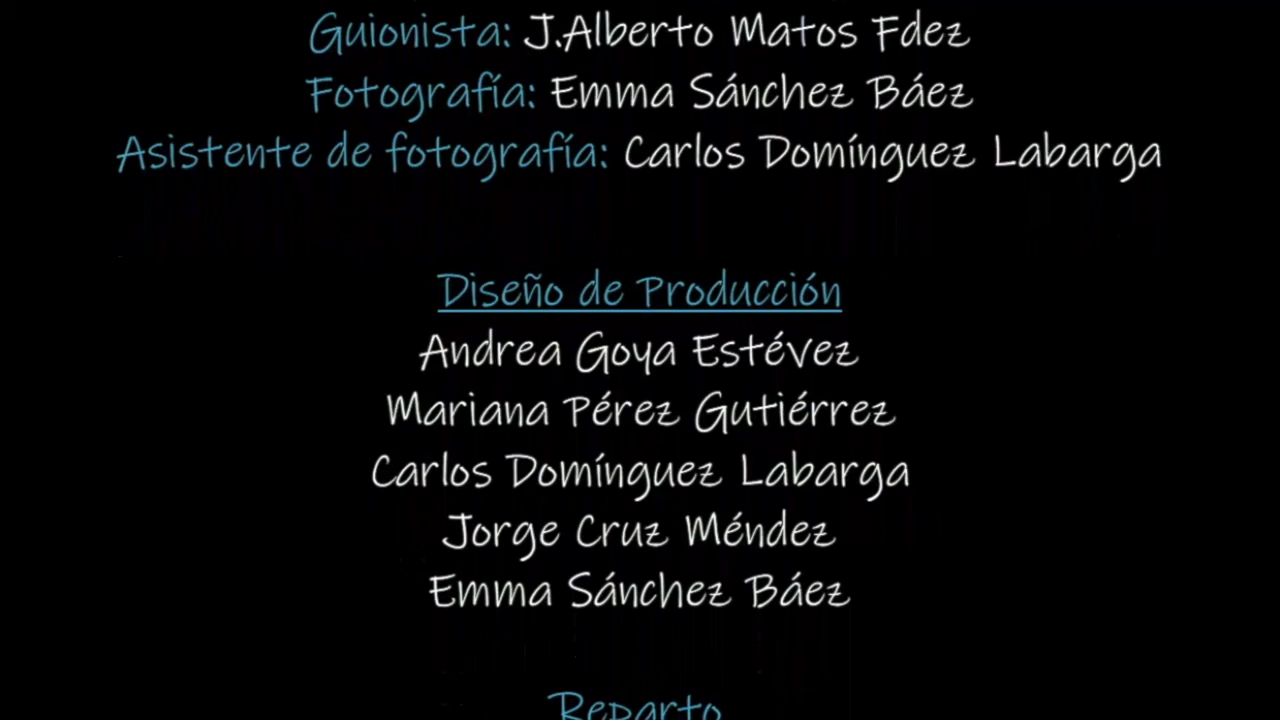 Guionista: J.Alberto Matos Fdez
Fotografía: Emma Sánchez Báez
Asistente de fotografía: Carlos Domínguez Labarga
Diseño de Producción
Andrea Goya Estévez
Mariana Pérez Gutiérrez
Carlos Domínguez Labarga
Jorge Cruz Méndez
Emma Sánchez Báez
Reparto